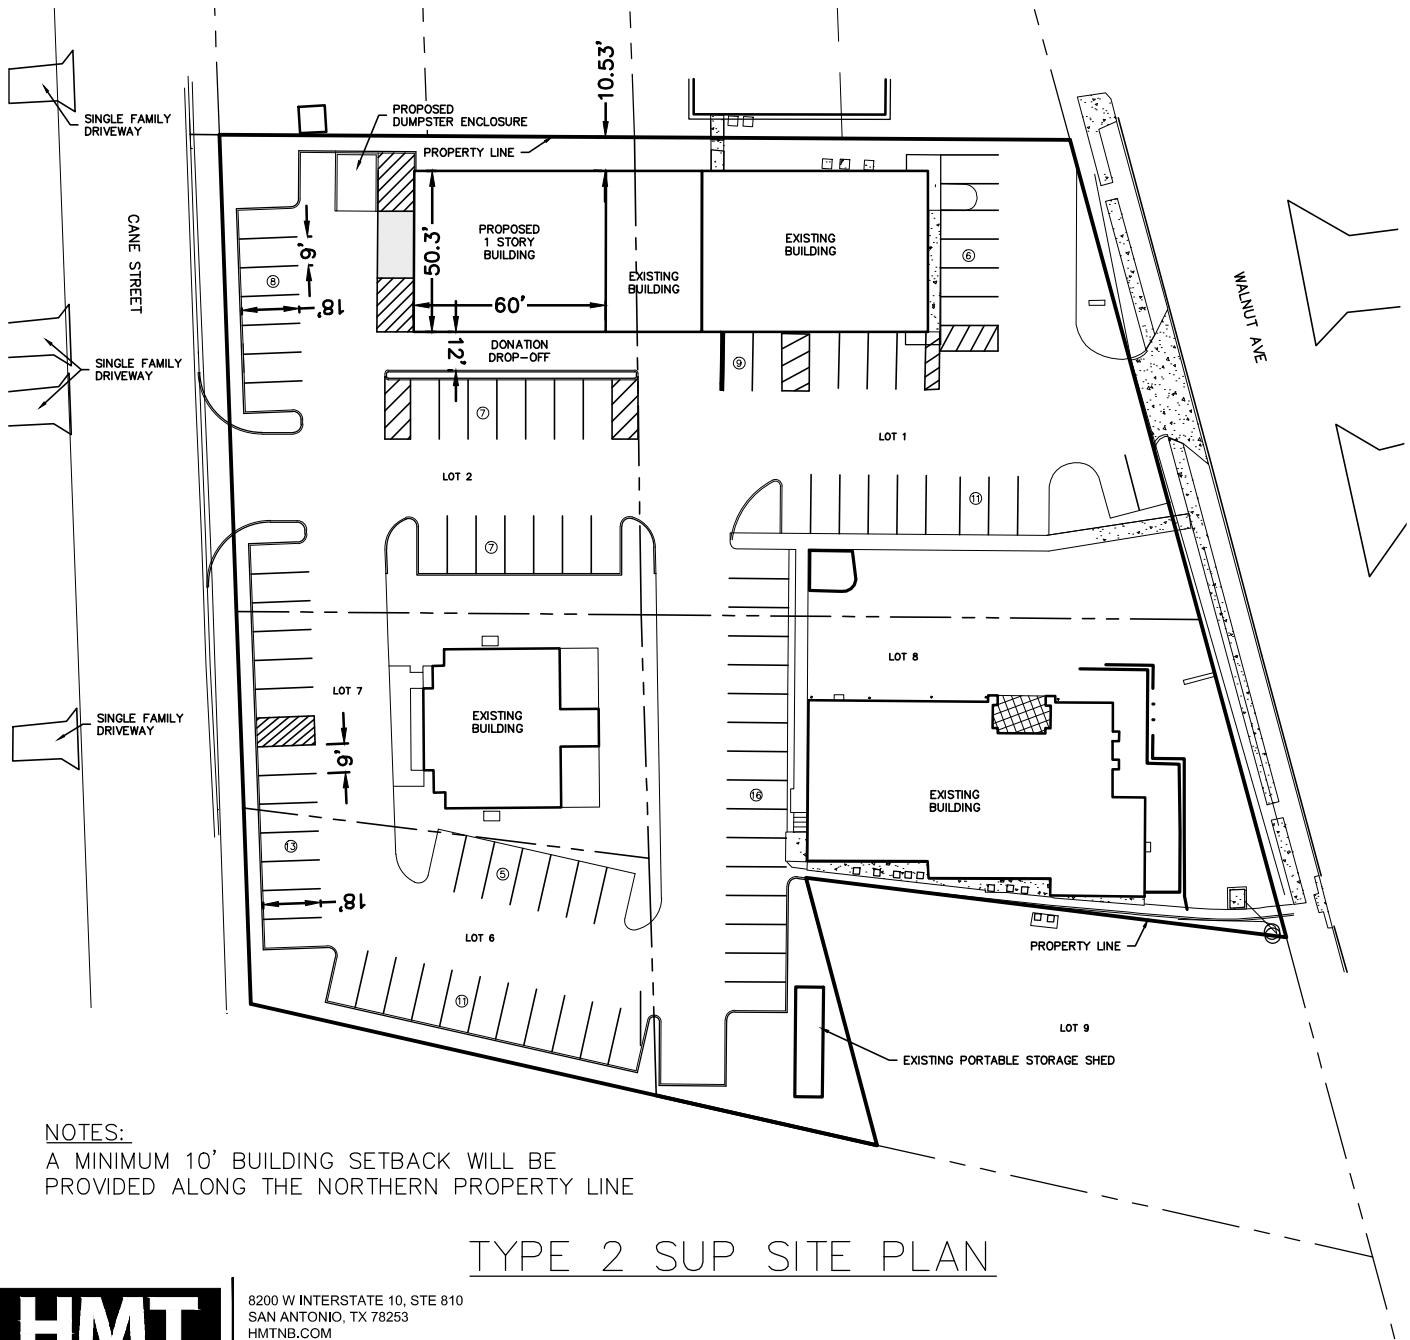 10.53'
SINGLE FAMILY
DRIVEWAY
PROPOSED
DUMPSTER ENCLOSURE
PROPERTY LINE
CANE STREET
9'
8
18'
50.3'
PROPOSED
1 STORY
BUILDING
60'
EXISTING
BUILDING
EXISTING
BUILDING
6
WALNUT AVE
SINGLE FAMILY
DRIVEWAY
12'
DONATION
DROP-OFF
9
7
LOT 1
LOT 2
11
7
LOT 8
LOT 7
SINGLE FAMILY
DRIVEWAY
EXISTING
BUILDING
9'
16
EXISTING
BUILDING
13
5
18'
LOT 6
PROPERTY LINE
11
LOT 9
EXISTING PORTABLE STORAGE SHED
NOTES:
A MINIMUM 10' BUILDING SETBACK WILL BE
PROVIDED ALONG THE NORTHERN PROPERTY LINE
TYPE 2 SUP SITE PLAN
HMT
8200 W INTERSTATE 10, STE 810
SAN ANTONIO, TX 78253
HMTNB.COM